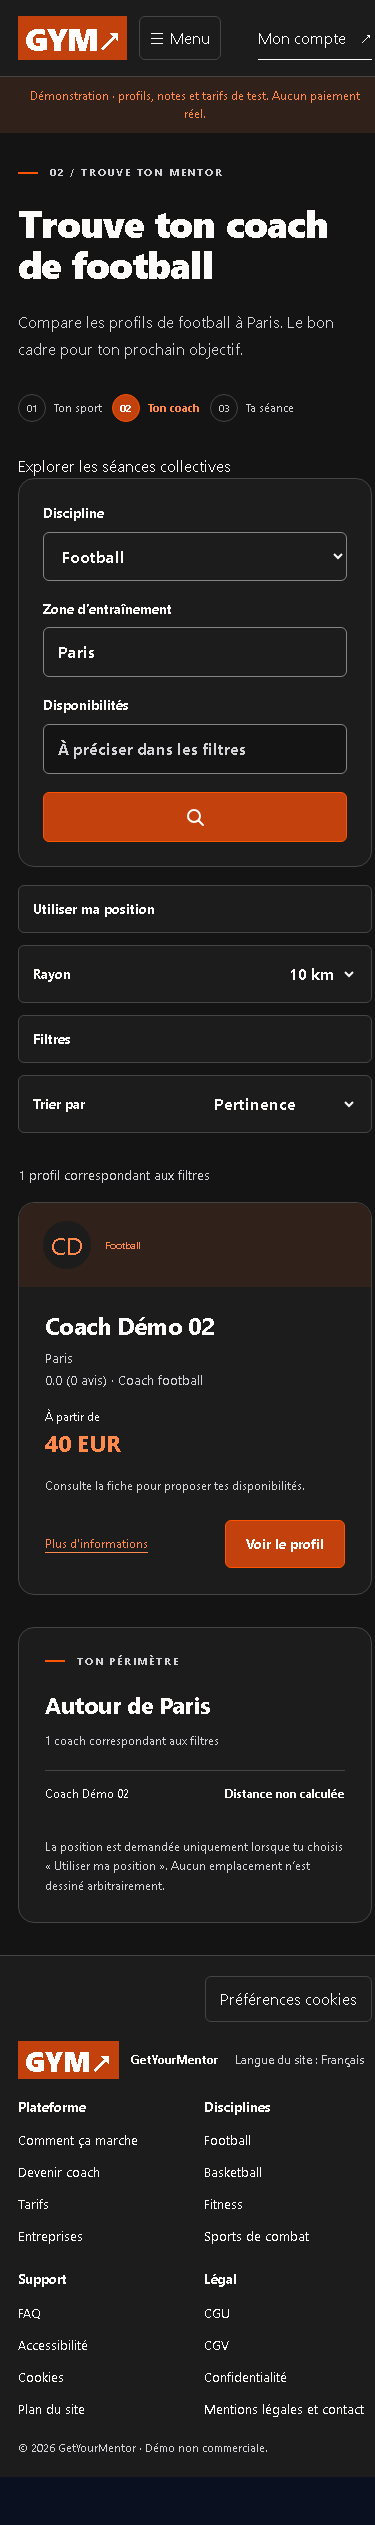 GYM↗
☰ Menu
Mon compte ↗
Démonstration · profils, notes et tarifs de test. Aucun paiement
réel.
02 / TROUVE TON MENTOR
Trouve ton coach
de football
Compare les profils de football à Paris. Le bon
cadre pour ton prochain objectif.
01 Ton sport 02 Ton coach 03 Ta séance
Explorer les séances collectives
Discipline
Football
Zone d'entraînement
Paris
Disponibilités
À préciser dans les filtres
Utiliser ma position
Rayon 10 km
Filtres
Trier par Pertinence
1 profil correspondant aux filtres
CD Football
Coach Démo 02
Paris
0.0 (0 avis) · Coach football
À partir de
40 EUR
Consulte la fiche pour proposer tes disponibilités.
Plus d'informations Voir le profil
TON PÉRIMÈTRE
Autour de Paris
1 coach correspondant aux filtres
Coach Démo 02 Distance non calculée
La position est demandée uniquement lorsque tu choisis
« Utiliser ma position ». Aucun emplacement n'est
dessiné arbitrairement.
Préférences cookies
GYM↗ GetYourMentor Langue du site : Français
Plateforme
Comment ça marche
Devenir coach
Tarifs
Entreprises
Disciplines
Football
Basketball
Fitness
Sports de combat
Support
FAQ
Accessibilité
Cookies
Plan du site
Légal
CGU
CGV
Confidentialité
Mentions légales et contact
© 2026 GetYourMentor · Démo non commerciale.